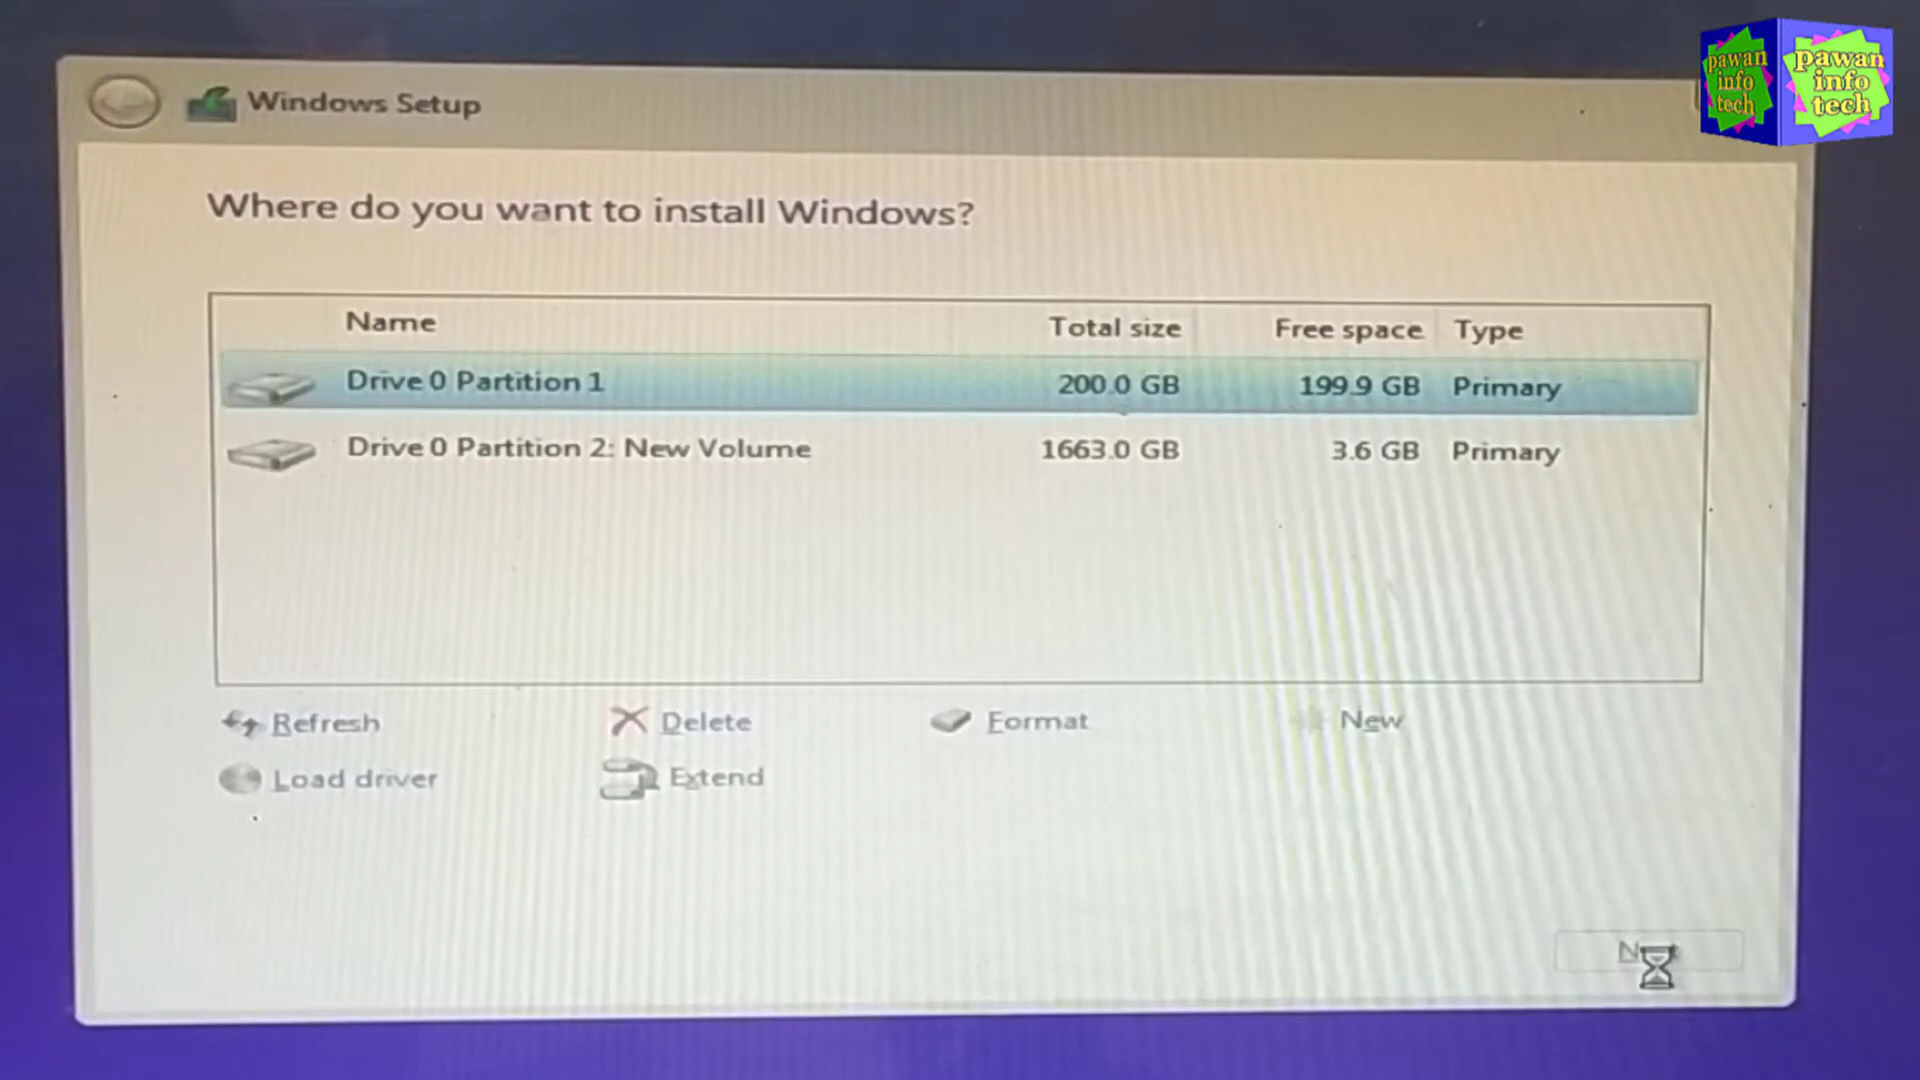 pawan
info
tech
pawan
info
tech
Windows Setup
Where do you want to install Windows?
Name Total size Free space Type
Drive 0 Partition 1 200.0 GB 199.9 GB Primary
Drive 0 Partition 2: New Volume 1663.0 GB 3.6 GB Primary
Refresh Delete Format New
Load driver Extend